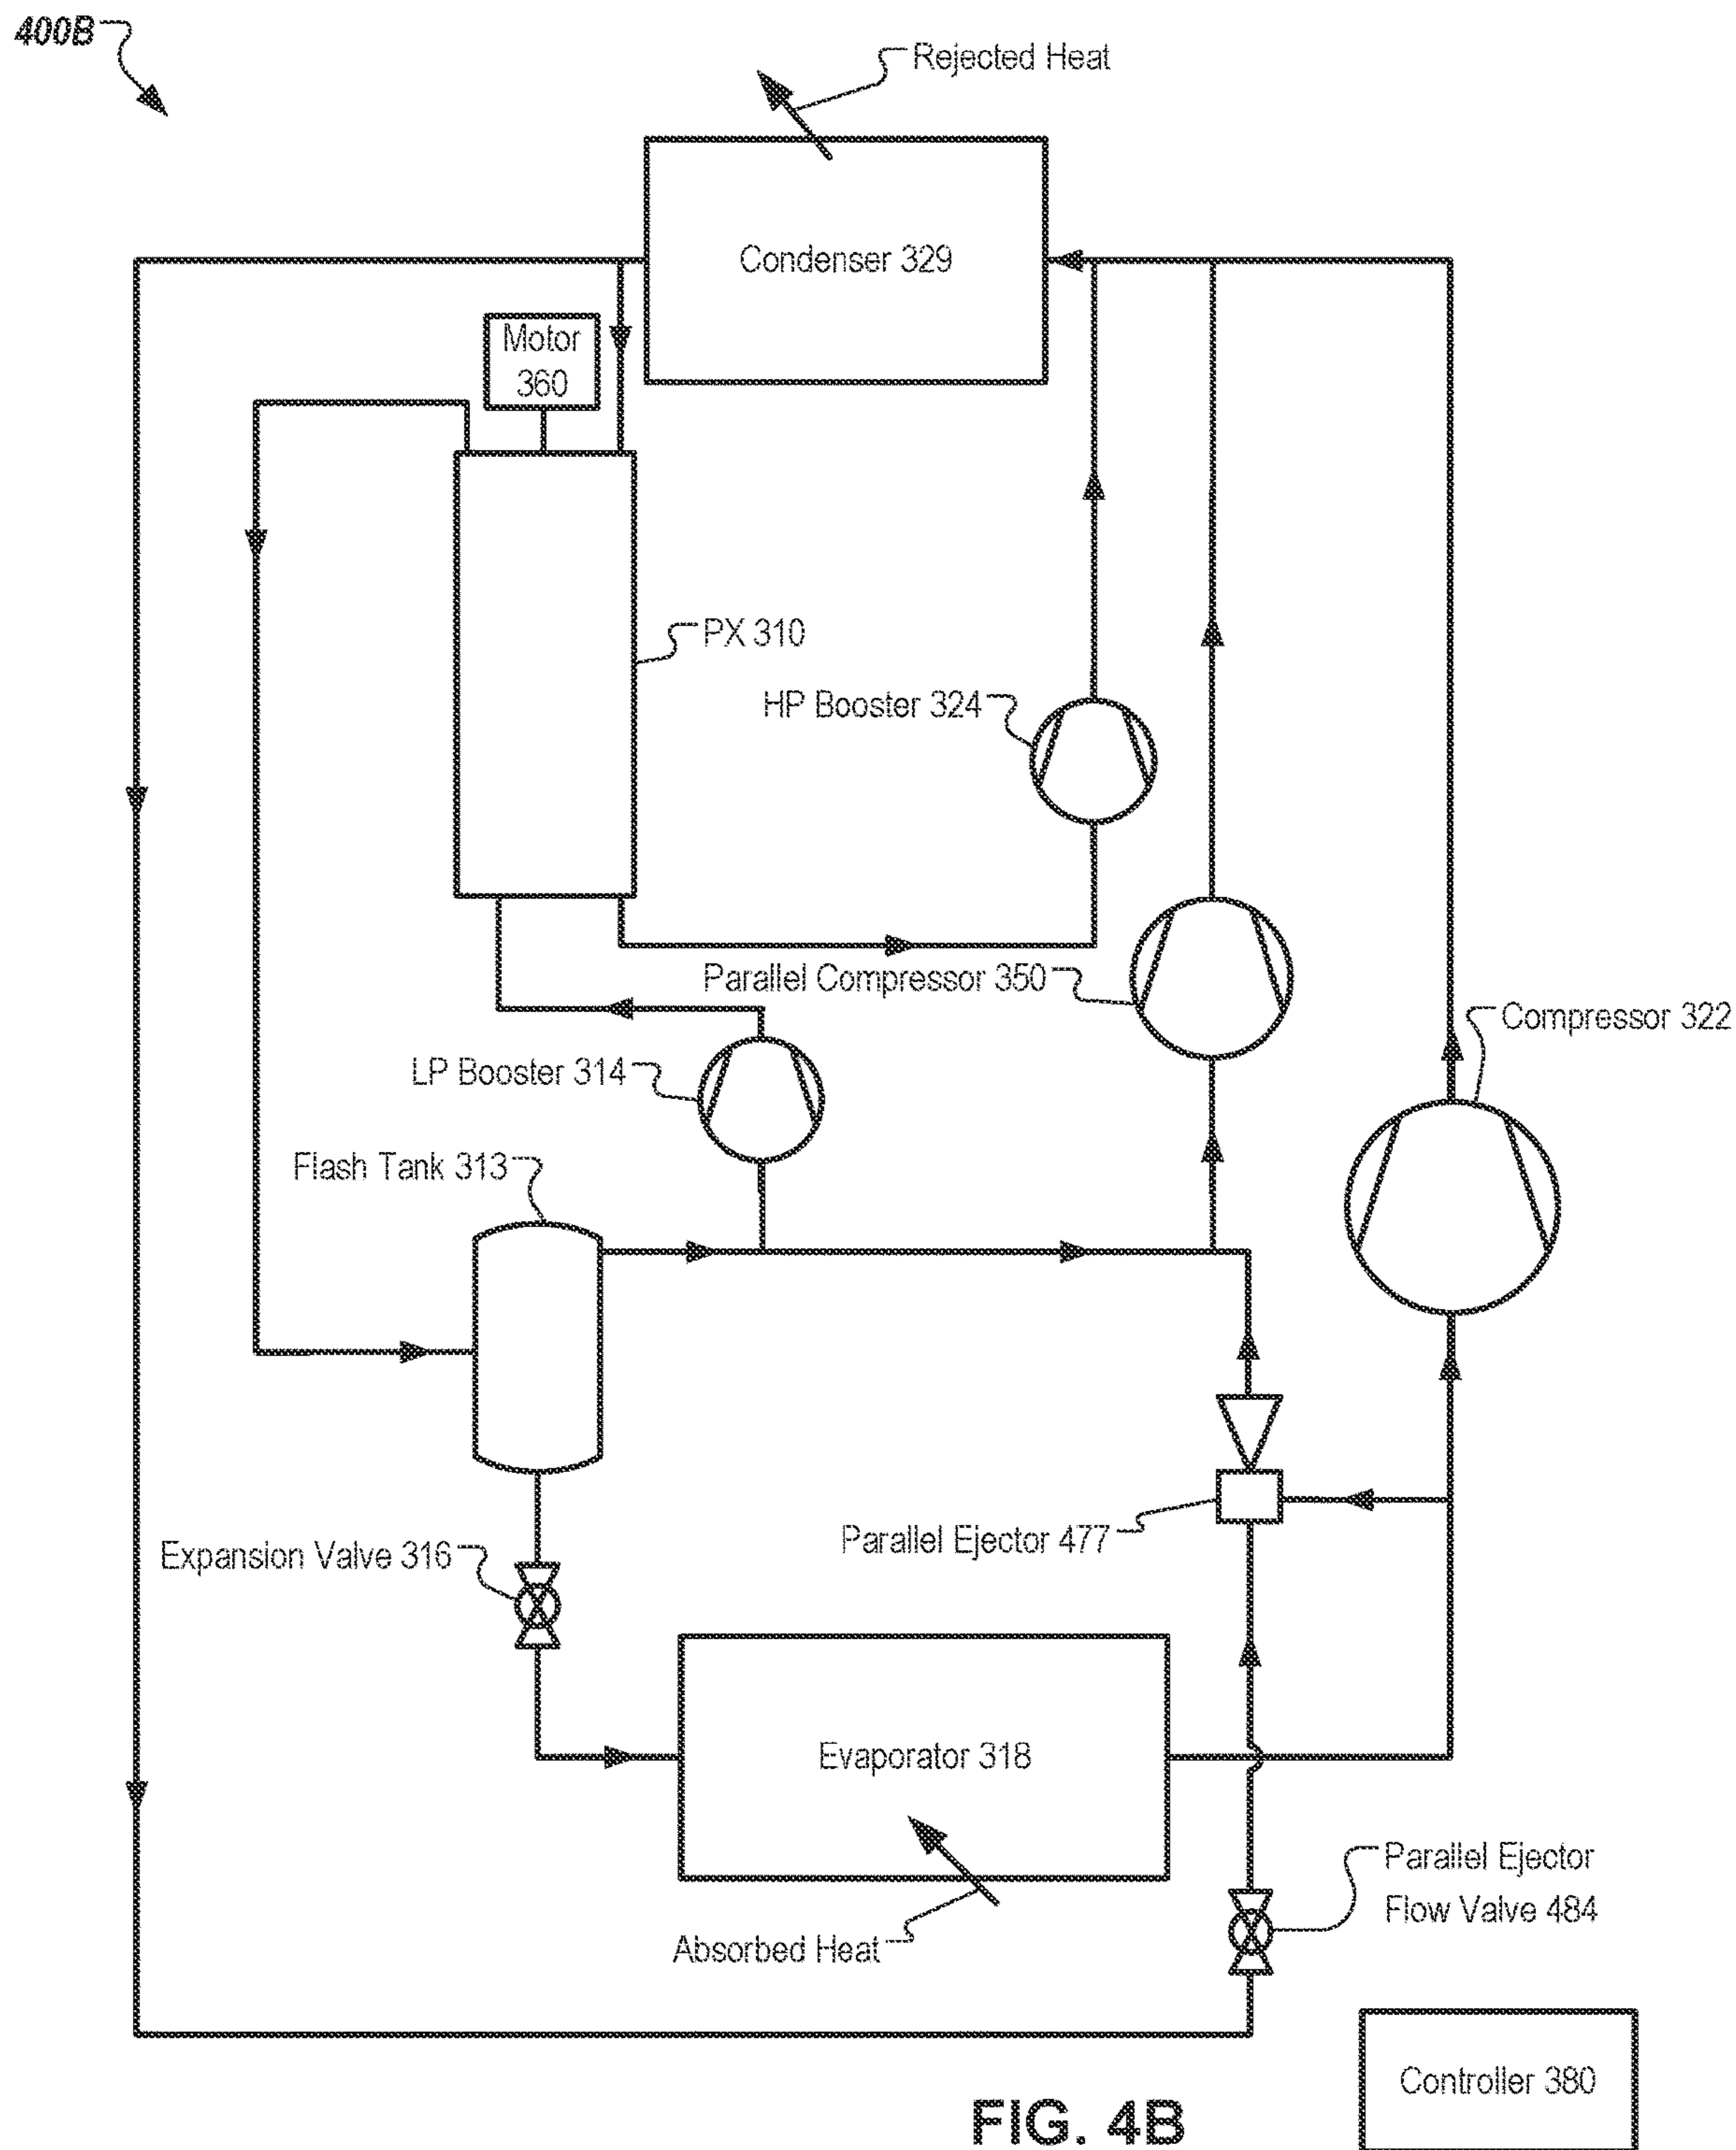 400B
Rejected Heat
Condenser 329
Motor
360
PX 310
HP Booster 324
Parallel Compressor 350
Compressor 322
LP Booster 314
Flash Tank 313
Parallel Ejector 477
Expansion Valve 316
Evaporator 318
Parallel Ejector
Flow Valve 484
Absorbed Heat
Controller 380
FIG. 4B